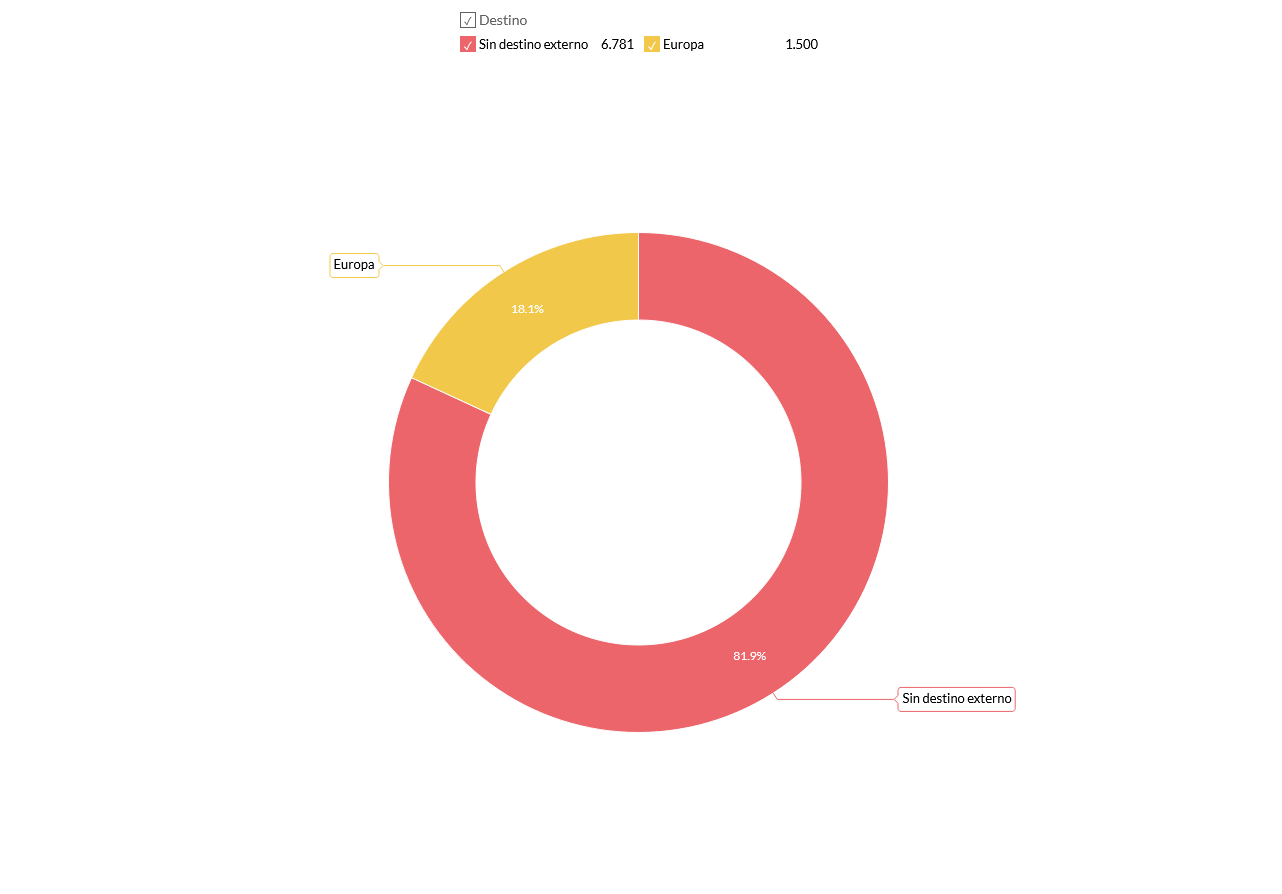 Destino
Sin destino externo 6.781 Europa 1.500
Europa
18.1%
81.9%
Sin destino externo